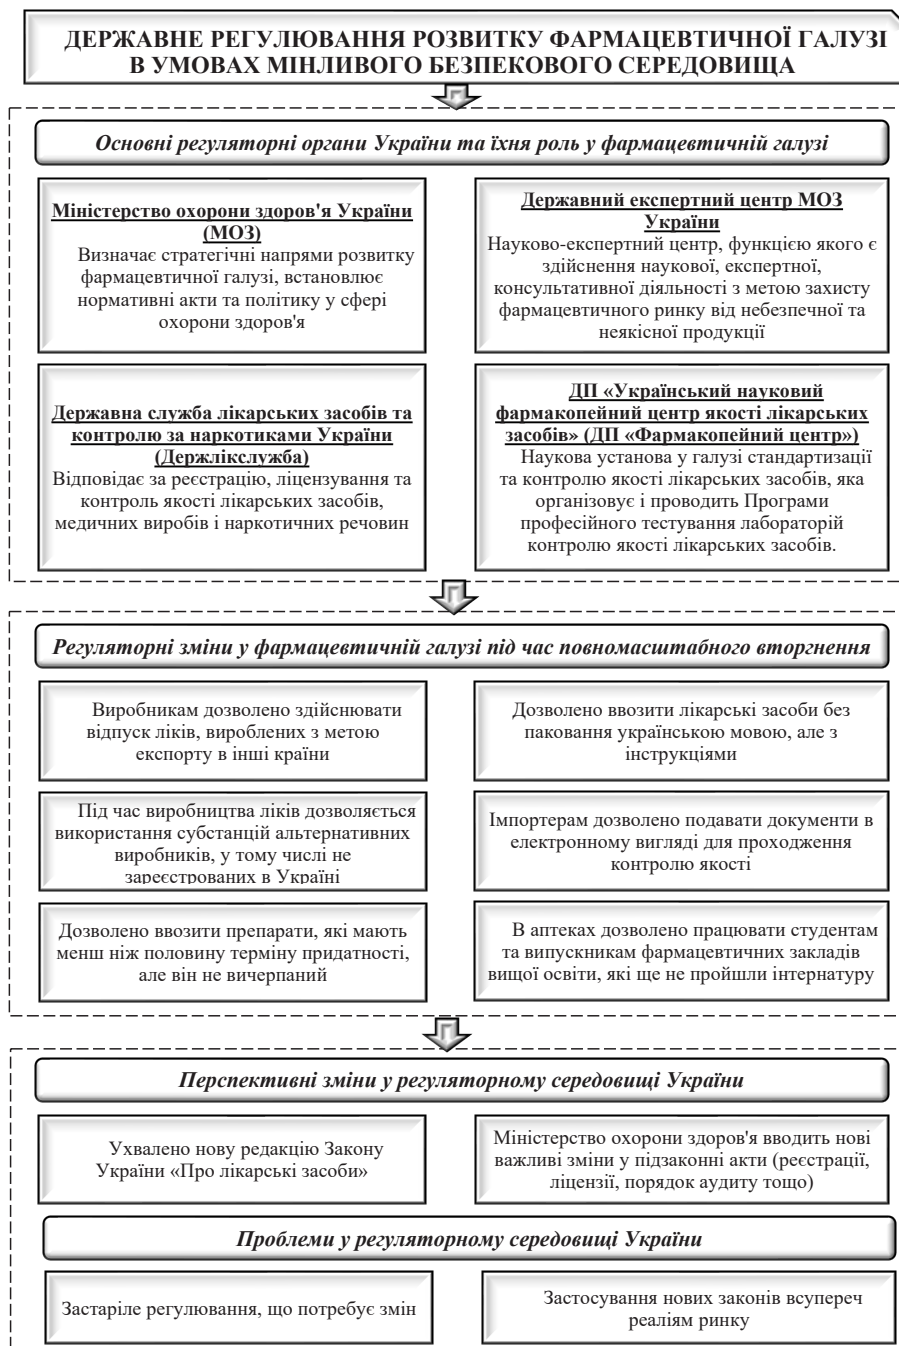 ДЕРЖАВНЕ РЕГУЛЮВАННЯ РОЗВИТКУ ФАРМАЦЕВТИЧНОЇ ГАЛУЗІ
В УМОВАХ МІНЛИВОГО БЕЗПЕКОВОГО СЕРЕДОВИЩА
Основні регуляторні органи України та їхня роль у фармацевтичній галузі
Міністерство охорони здоров'я України
(МОЗ)
Визначає стратегічні напрями розвитку
фармацевтичної галузі, встановлює
нормативні акти та політику у сфері
охорони здоров'я
Державний експертний центр МОЗ
України
Науково-експертний центр, функцією якого є
здійснення наукової, експертної,
консультативної діяльності з метою захисту
фармацевтичного ринку від небезпечної та
неякісної продукції
Державна служба лікарських засобів та
контролю за наркотиками України
(Держлікслужба)
Відповідає за реєстрацію, ліцензування та
контроль якості лікарських засобів,
медичних виробів і наркотичних речовин
ДП «Український науковий
фармакопейний центр якості лікарських
засобів» (ДП «Фармакопейний центр»)
Наукова установа у галузі стандартизації
та контролю якості лікарських засобів, яка
організовує і проводить Програми
професійного тестування лабораторій
контролю якості лікарських засобів.
Регуляторні зміни у фармацевтичній галузі під час повномасштабного вторгнення
Виробникам дозволено здійснювати
відпуск ліків, вироблених з метою
експорту в інші країни
Дозволено ввозити лікарські засоби без
паковання українською мовою, але з
інструкціями
Під час виробництва ліків дозволяється
використання субстанцій альтернативних
виробників, у тому числі не
зареєстрованих в Україні
Імпортерам дозволено подавати документи в
електронному вигляді для проходження
контролю якості
Дозволено ввозити препарати, які мають
менш ніж половину терміну придатності,
але він не вичерпаний
В аптеках дозволено працювати студентам
та випускникам фармацевтичних закладів
вищої освіти, які ще не пройшли інтернатуру
Перспективні зміни у регуляторному середовищі України
Ухвалено нову редакцію Закону
України «Про лікарські засоби»
Міністерство охорони здоров'я вводить нові
важливі зміни у підзаконні акти (реєстрації,
ліцензії, порядок аудиту тощо)
Проблеми у регуляторному середовищі України
Застаріле регулювання, що потребує змін
Застосування нових законів всупереч
реаліям ринку